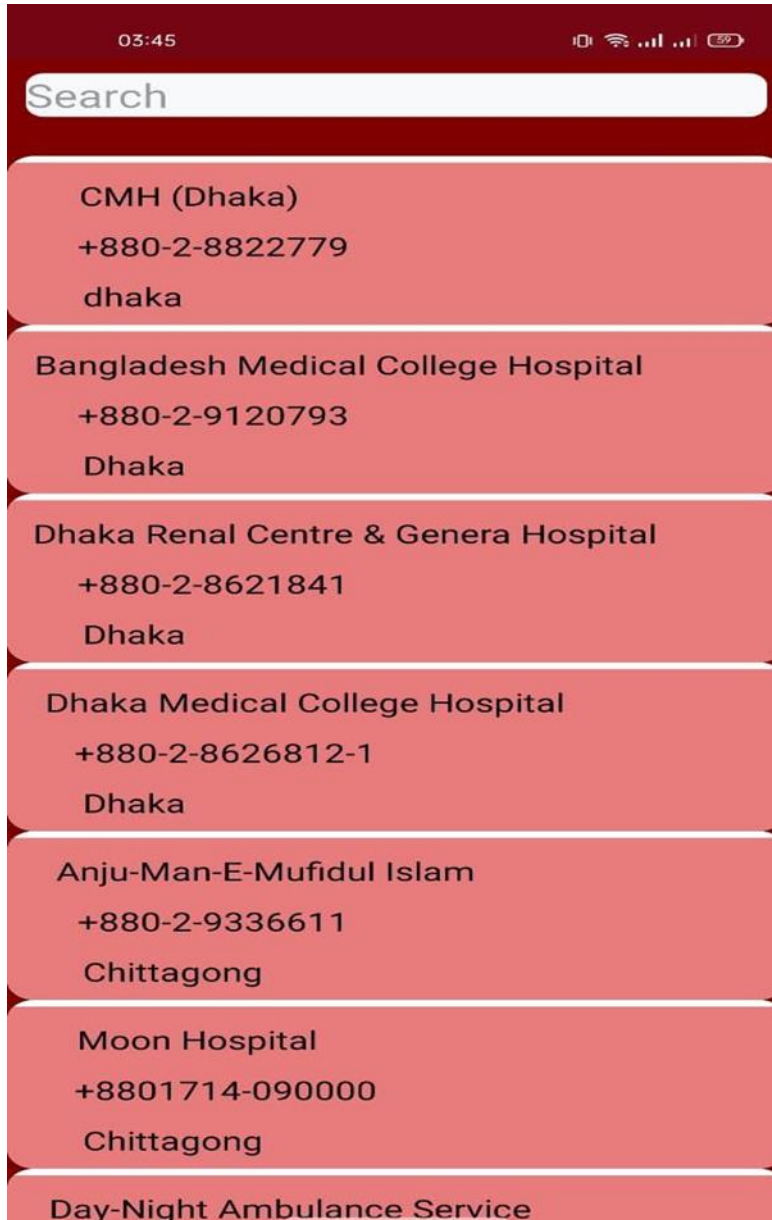 03:45
59
Search
CMH (Dhaka)
+880-2-8822779
dhaka
Bangladesh Medical College Hospital
+880-2-9120793
Dhaka
Dhaka Renal Centre & Genera Hospital
+880-2-8621841
Dhaka
Dhaka Medical College Hospital
+880-2-8626812-1
Dhaka
Anju-Man-E-Mufidul Islam
+880-2-9336611
Chittagong
Moon Hospital
+8801714-090000
Chittagong
Day-Night Ambulance Service